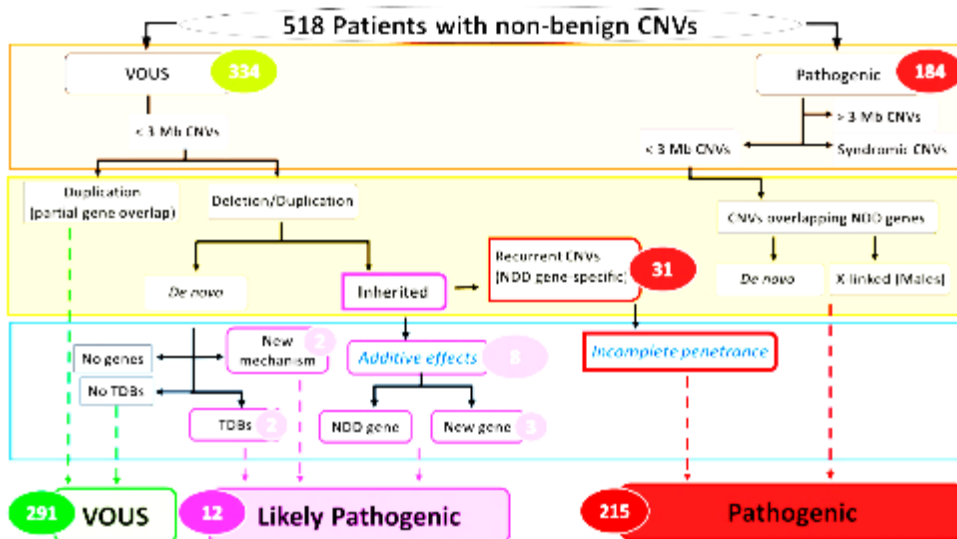 518 Patients with non-benign CNVs
VOUS
334
Pathogenic
184
< 3 Mb CNVs
> 3 Mb CNVs
< 3 Mb CNVs
Syndromic CNVs
Duplication
(partial gene overlap)
Deletion/Duplication
CNVs overlapping NDD genes
De novo
Inherited
Recurrent CNVs
(NDD gene-specific)
31
De novo
X-linked (Males)
No genes
New
mechanism
2
Additive effects
8
Incomplete penetrance
No TDBs
TDBs
2
NDD gene
New gene
3
291
VOUS
12
Likely Pathogenic
215
Pathogenic